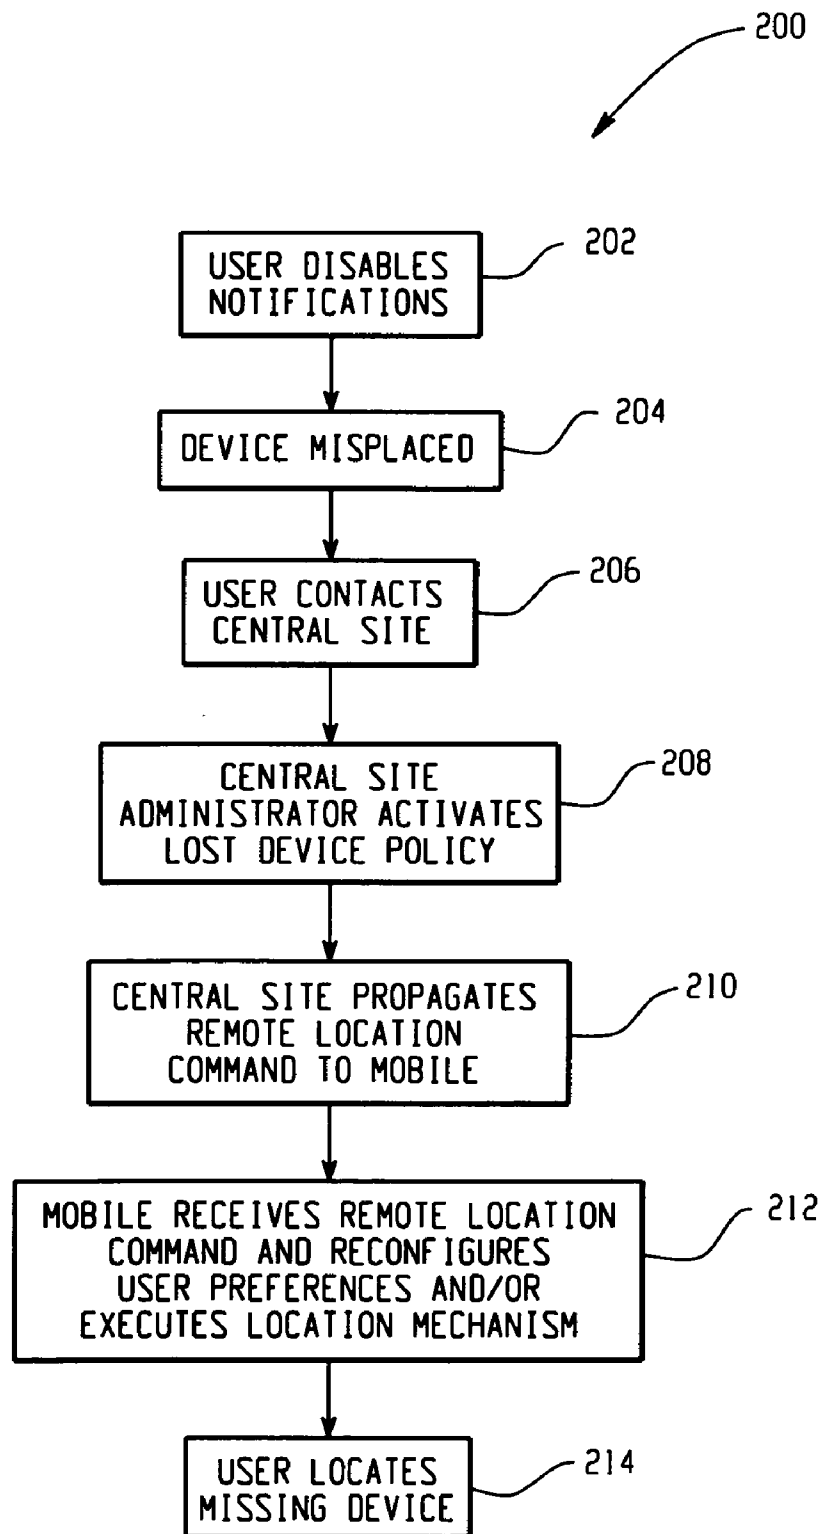 200
USER DISABLES
NOTIFICATIONS
202
DEVICE MISPLACED
204
USER CONTACTS
CENTRAL SITE
206
CENTRAL SITE
ADMINISTRATOR ACTIVATES
LOST DEVICE POLICY
208
CENTRAL SITE PROPAGATES
REMOTE LOCATION
COMMAND TO MOBILE
210
MOBILE RECEIVES REMOTE LOCATION
COMMAND AND RECONFIGURES
USER PREFERENCES AND/OR
EXECUTES LOCATION MECHANISM
212
USER LOCATES
MISSING DEVICE
214